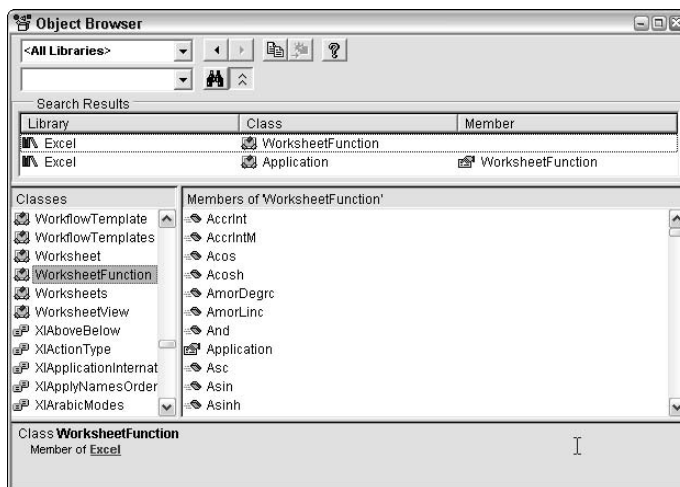 Object Browser
<All Libraries>
Search Results
Library Class Member
Excel WorksheetFunction
Excel Application WorksheetFunction
Classes
WorkflowTemplate
WorkflowTemplates
Worksheet
WorksheetFunction
Worksheets
WorksheetView
XlAboveBelow
XlActionType
XlApplicationInternat
XlApplyNamesOrder
XlArabicModes
Members of 'WorksheetFunction'
AccrInt
AccrIntM
Acos
Acosh
AmorDegrc
AmorLinc
And
Application
Asc
Asin
Asinh
Class WorksheetFunction
Member of Excel